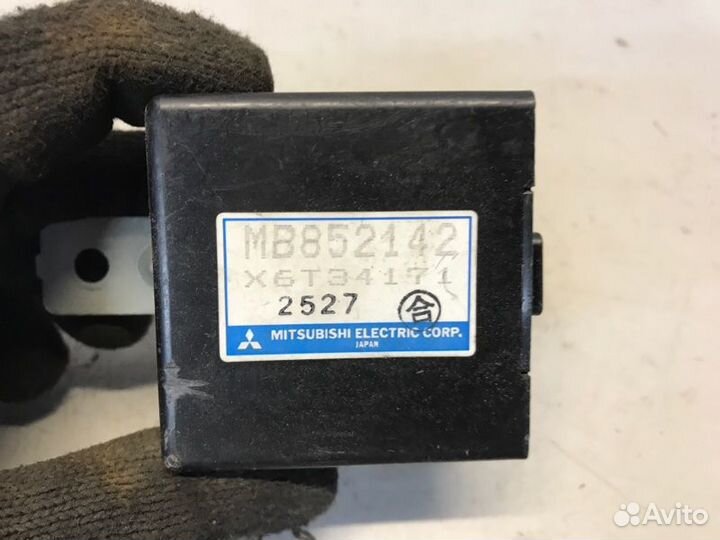 MB852142
X6T34171
2527 合
MITSUBISHI ELECTRIC CORP.
JAPAN
Avito